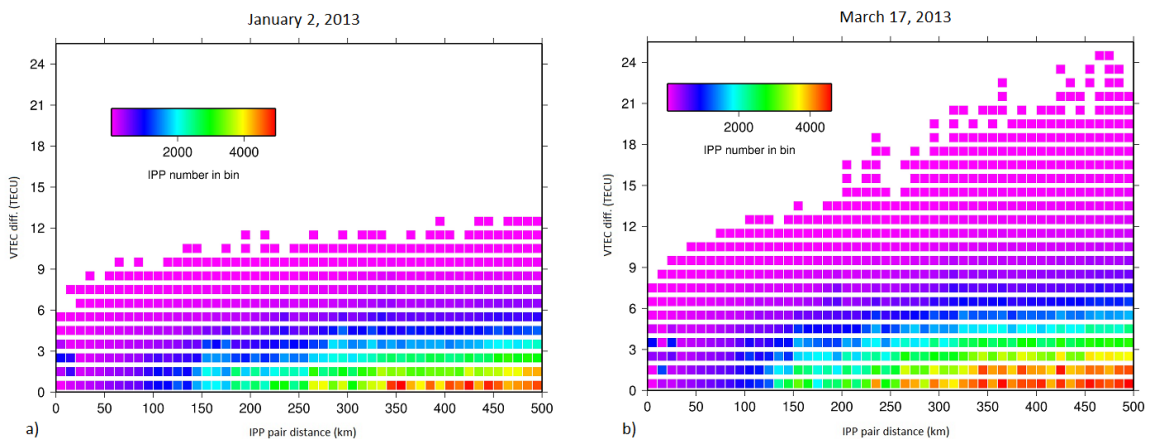 January 2, 2013
24
21
18
15
12
9
6
3
0
VTEC diff. (TECU)
2000 4000
IPP number in bin
0 50 100 150 200 250 300 350 400 450 500
IPP pair distance (km)
a)
March 17, 2013
24
21
18
15
12
9
6
3
0
VTEC diff. (TECU)
2000 4000
IPP number in bin
0 50 100 150 200 250 300 350 400 450 500
IPP pair distance (km)
b)